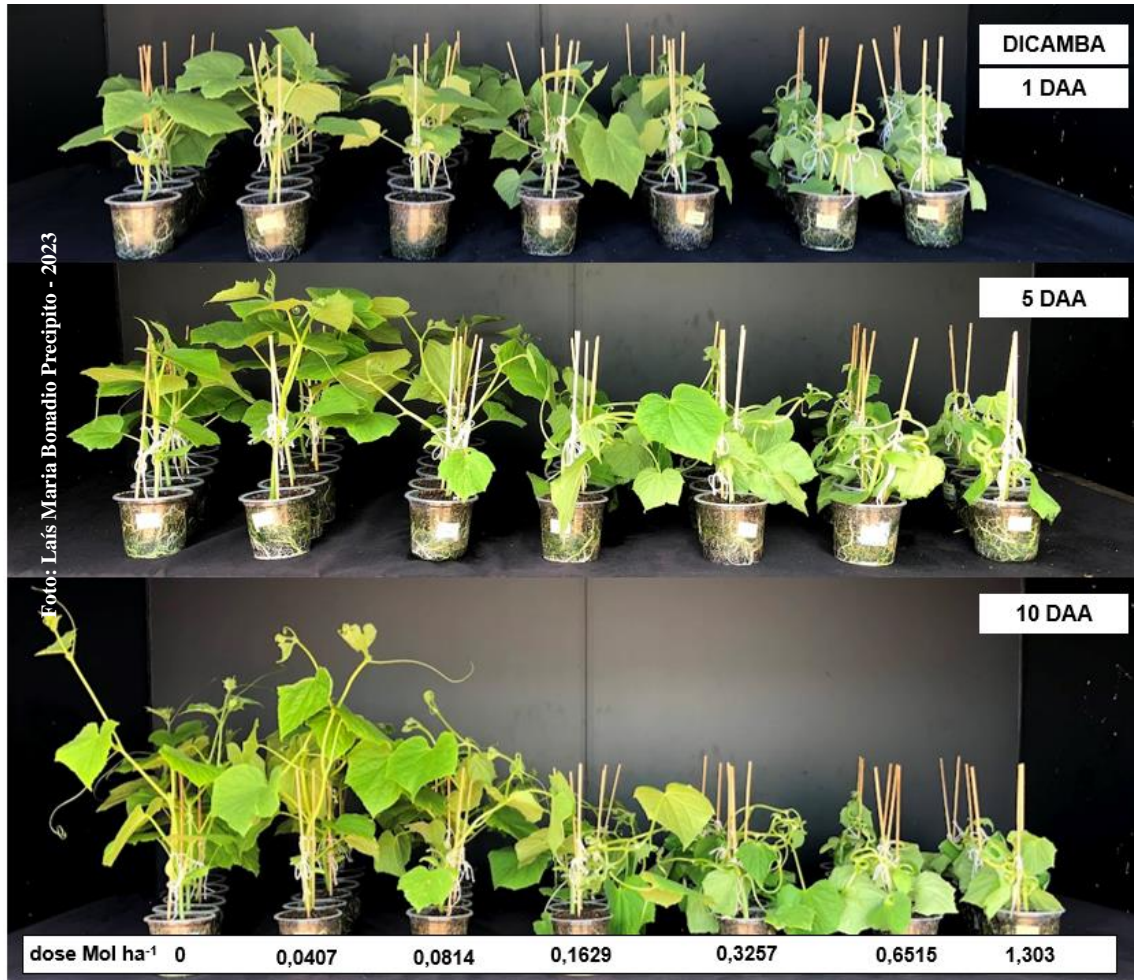 DICAMBA
1 DAA
Foto: Laís Maria Bonadio Precipito - 2023
5 DAA
10 DAA
dose Mol ha⁻¹ 0 0,0407 0,0814 0,1629 0,3257 0,6515 1,303